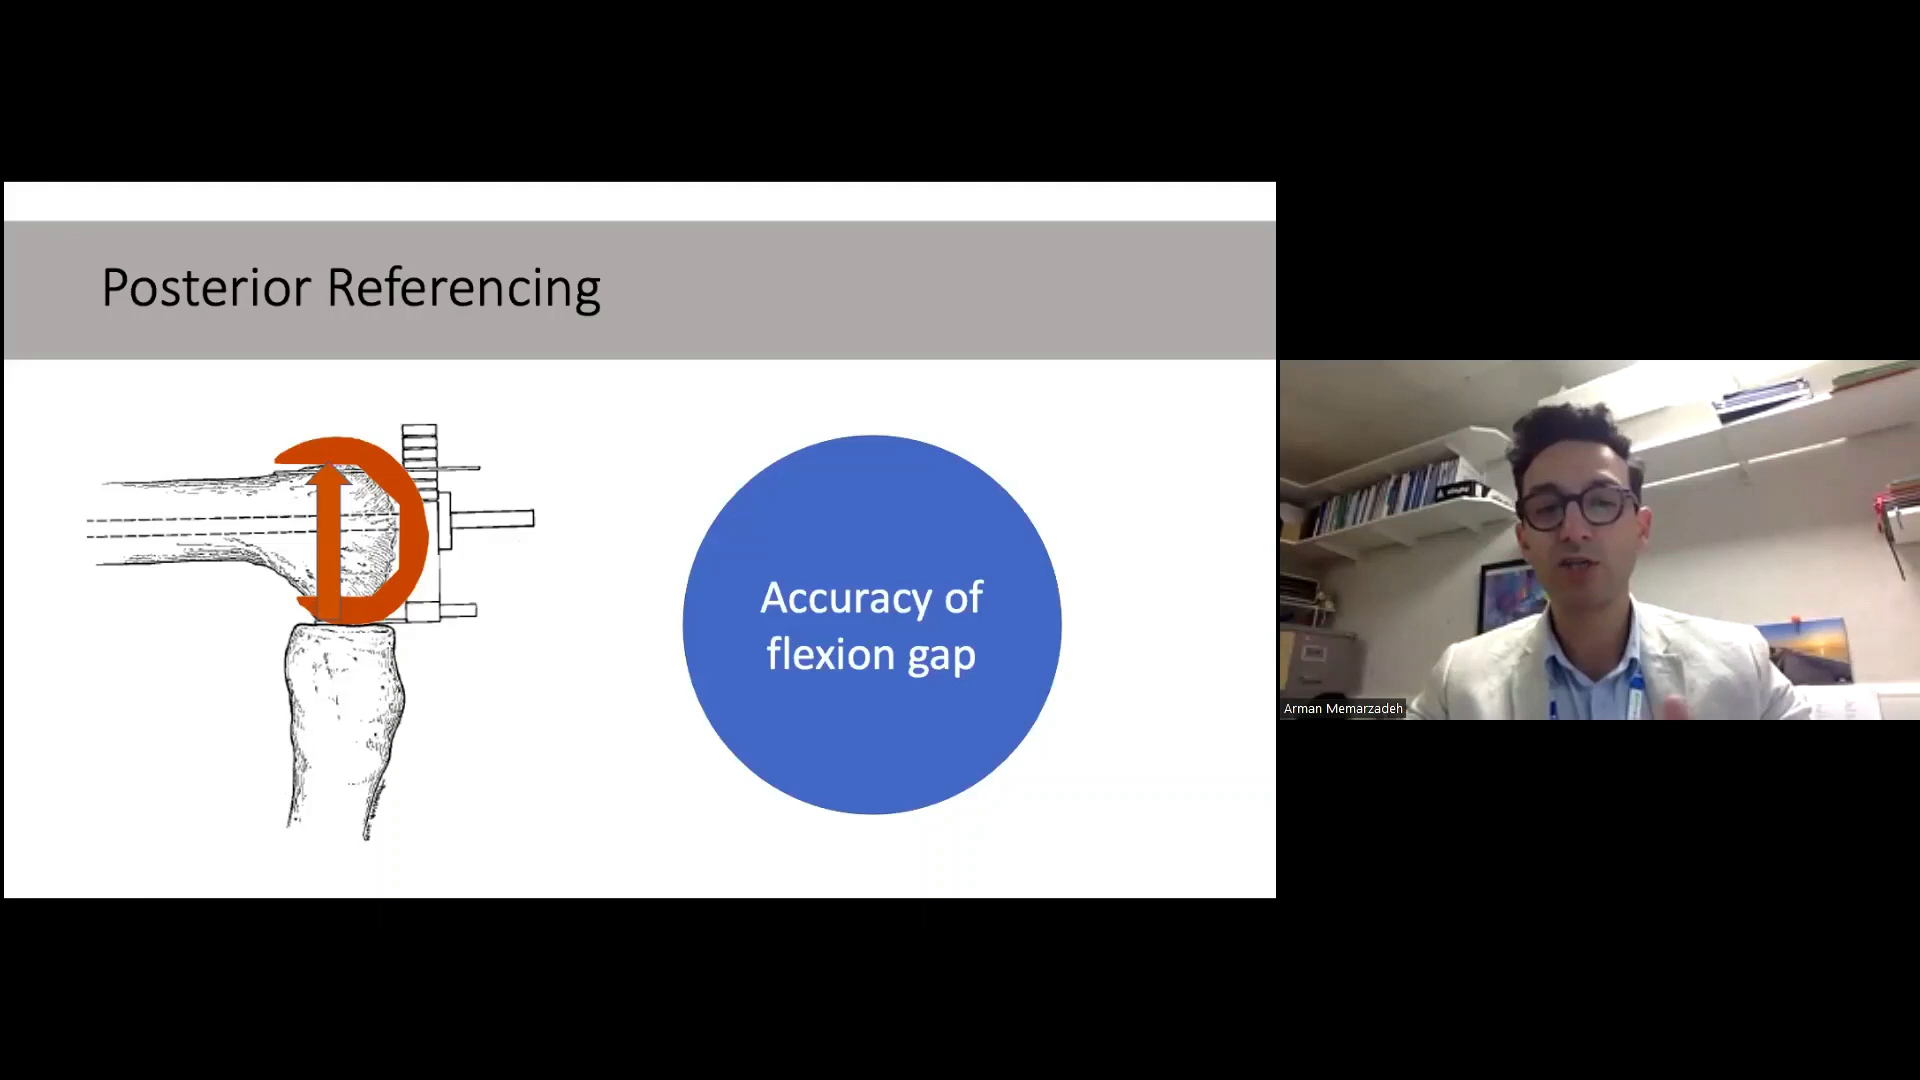 Posterior Referencing
Accuracy of
flexion gap
Arman Memarzadeh